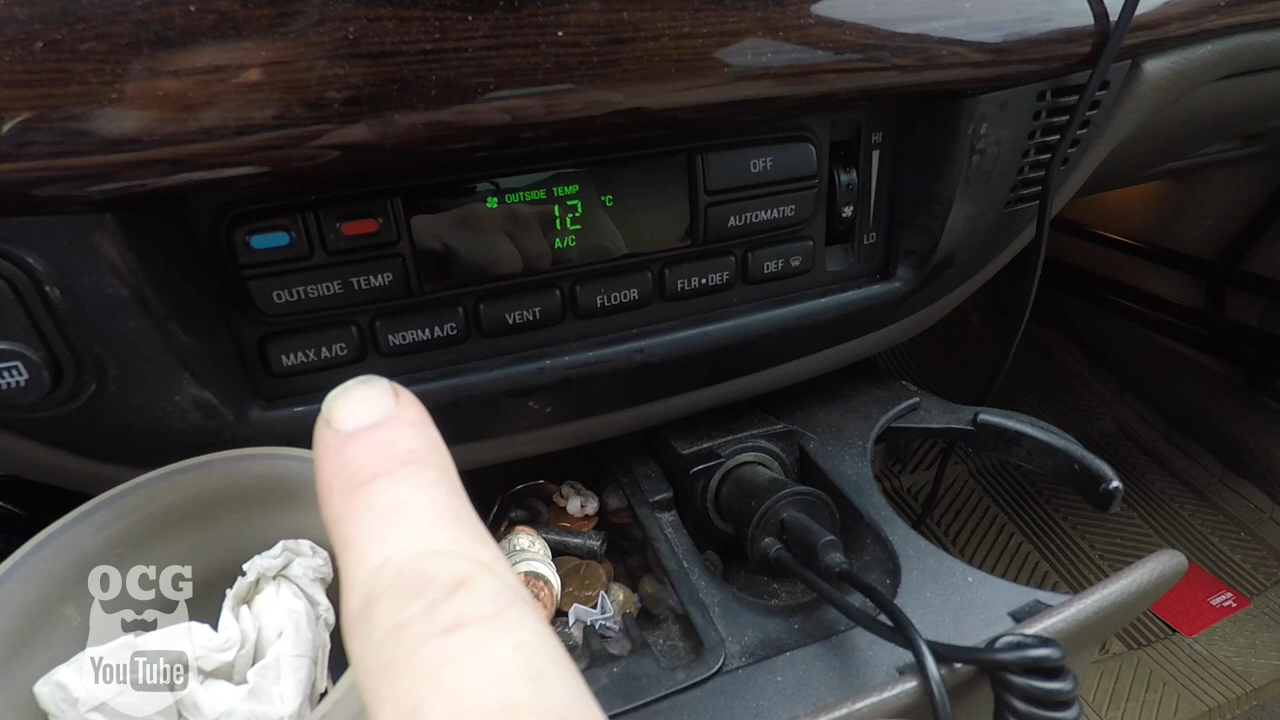 HI
OFF
OUTSIDE TEMP
12 °C
A/C
AUTOMATIC
LO
OUTSIDE TEMP
MAX A/C
NORM A/C
VENT
FLOOR
FLR•DEF
DEF
OCG
YouTube